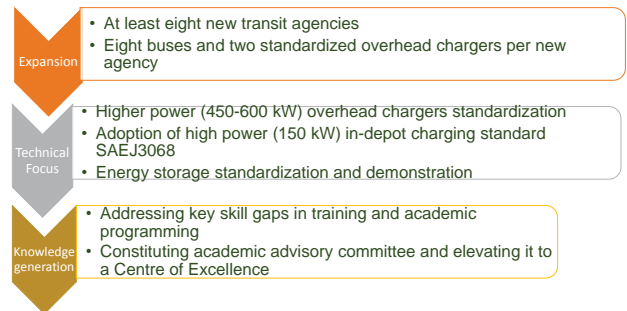 Expansion
• At least eight new transit agencies
• Eight buses and two standardized overhead chargers per new
agency
Technical
Focus
• Higher power (450-600 kW) overhead chargers standardization
• Adoption of high power (150 kW) in-depot charging standard
SAEJ3068
• Energy storage standardization and demonstration
Knowledge
generation
• Addressing key skill gaps in training and academic
programming
• Constituting academic advisory committee and elevating it to
a Centre of Excellence